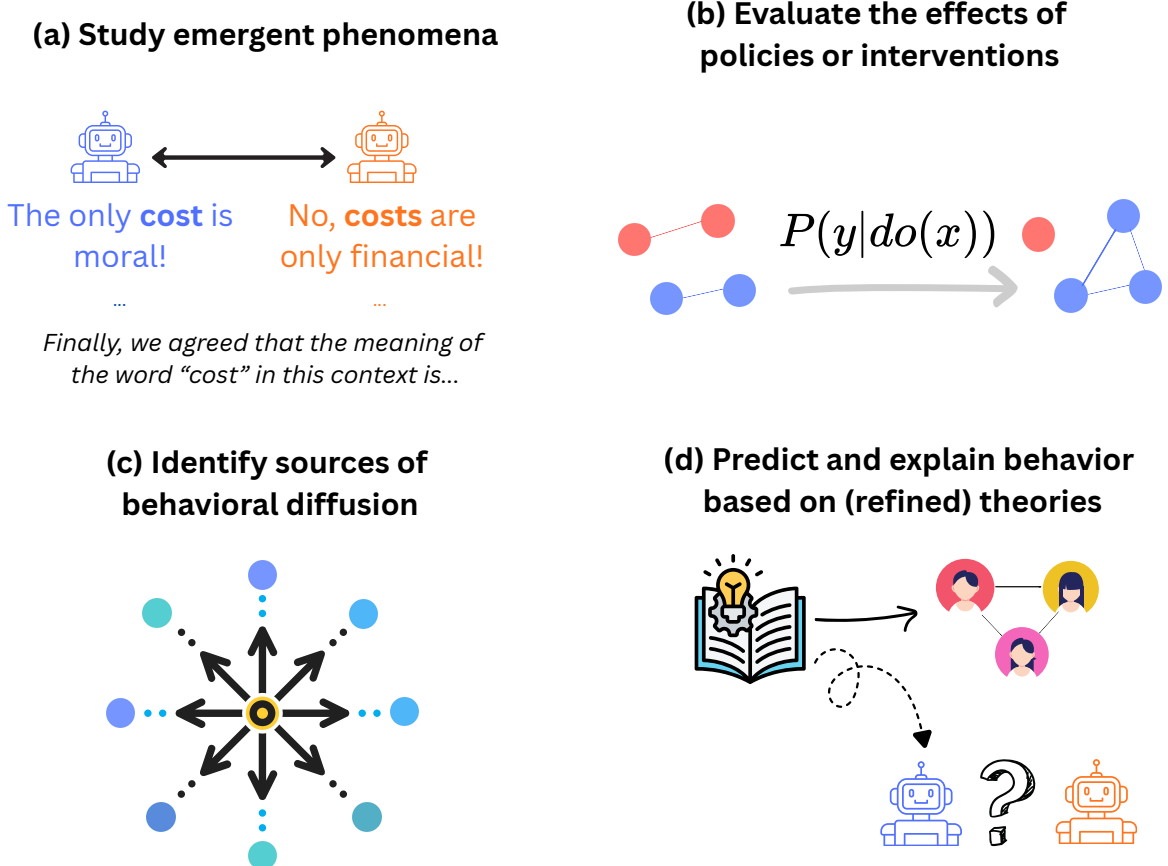 (a) Study emergent phenomena
The only cost is
moral!
...
No, costs are
only financial!
...
Finally, we agreed that the meaning of
the word “cost” in this context is...
(b) Evaluate the effects of
policies or interventions
P(y|do(x))
(c) Identify sources of
behavioral diffusion
(d) Predict and explain behavior
based on (refined) theories
?